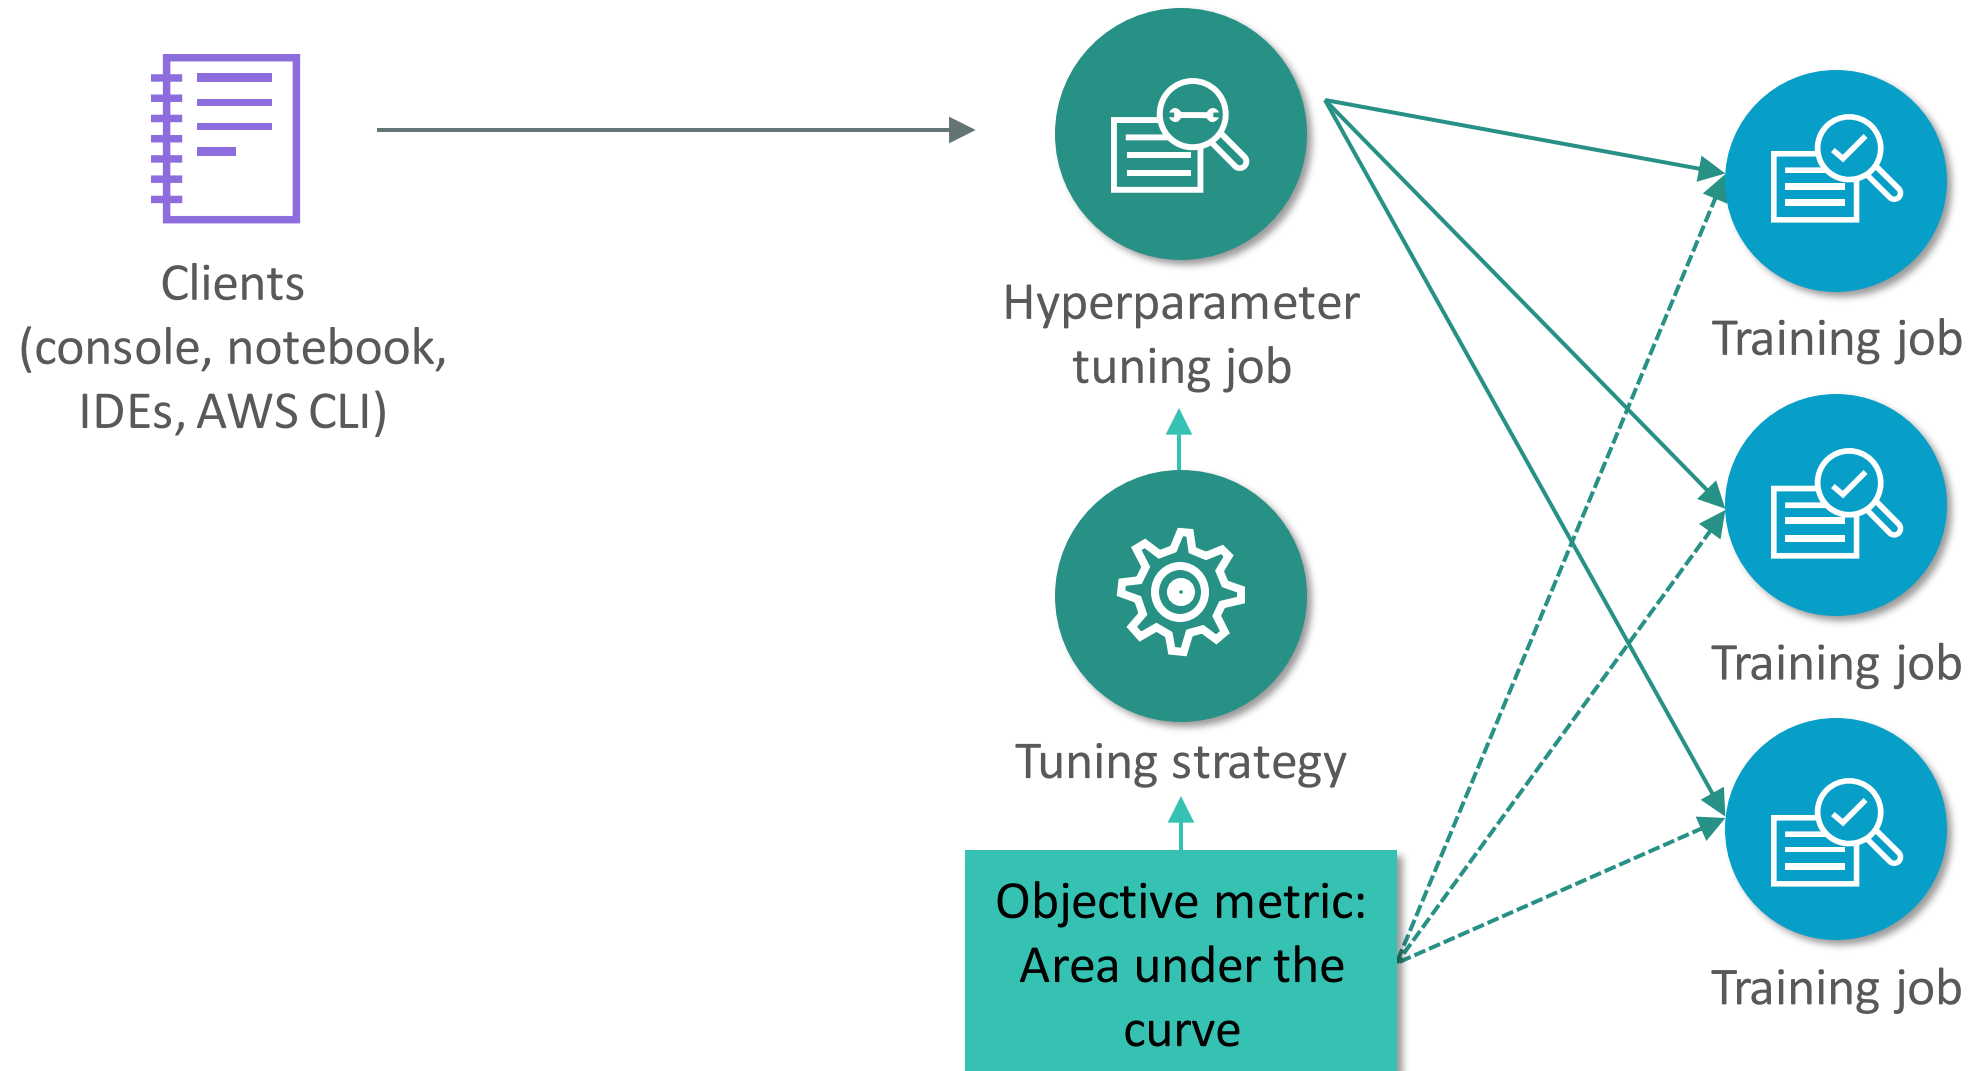 Clients
(console, notebook,
IDEs, AWS CLI)
Hyperparameter
tuning job
Tuning strategy
Objective metric:
Area under the
curve
Training job
Training job
Training job